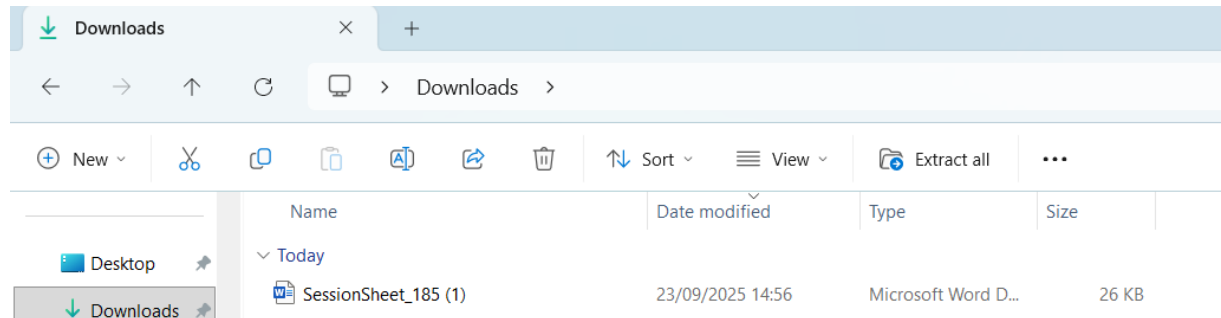 Downloads
Downloads
New Sort View Extract all
Name Date modified Type Size
Today
Desktop
SessionSheet_185 (1) 23/09/2025 14:56 Microsoft Word D... 26 KB
Downloads